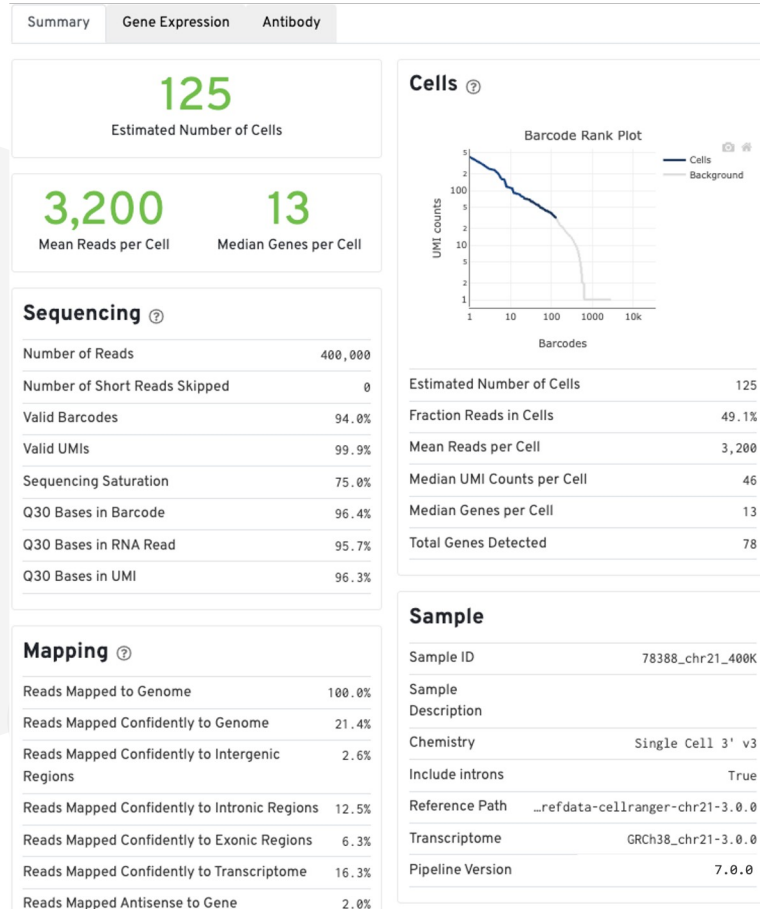 Summary Gene Expression Antibody
125
Estimated Number of Cells
3,200 13
Mean Reads per Cell Median Genes per Cell
Sequencing ?
Number of Reads 400,000
Number of Short Reads Skipped 0
Valid Barcodes 94.0%
Valid UMIs 99.9%
Sequencing Saturation 75.0%
Q30 Bases in Barcode 96.4%
Q30 Bases in RNA Read 95.7%
Q30 Bases in UMI 96.3%
Mapping ?
Reads Mapped to Genome 100.0%
Reads Mapped Confidently to Genome 21.4%
Reads Mapped Confidently to Intergenic 2.6%
Regions
Reads Mapped Confidently to Intronic Regions 12.5%
Reads Mapped Confidently to Exonic Regions 6.3%
Reads Mapped Confidently to Transcriptome 16.3%
Reads Mapped Antisense to Gene 2.0%
Cells ?
Barcode Rank Plot
Cells
Background
5
2
100
5
2
10
5
2
1
UMI counts
1 10 100 1000 10k
Barcodes
Estimated Number of Cells 125
Fraction Reads in Cells 49.1%
Mean Reads per Cell 3,200
Median UMI Counts per Cell 46
Median Genes per Cell 13
Total Genes Detected 78
Sample
Sample ID 78388_chr21_400K
Sample
Description
Chemistry Single Cell 3' v3
Include introns True
Reference Path …refdata-cellranger-chr21-3.0.0
Transcriptome GRCh38_chr21-3.0.0
Pipeline Version 7.0.0